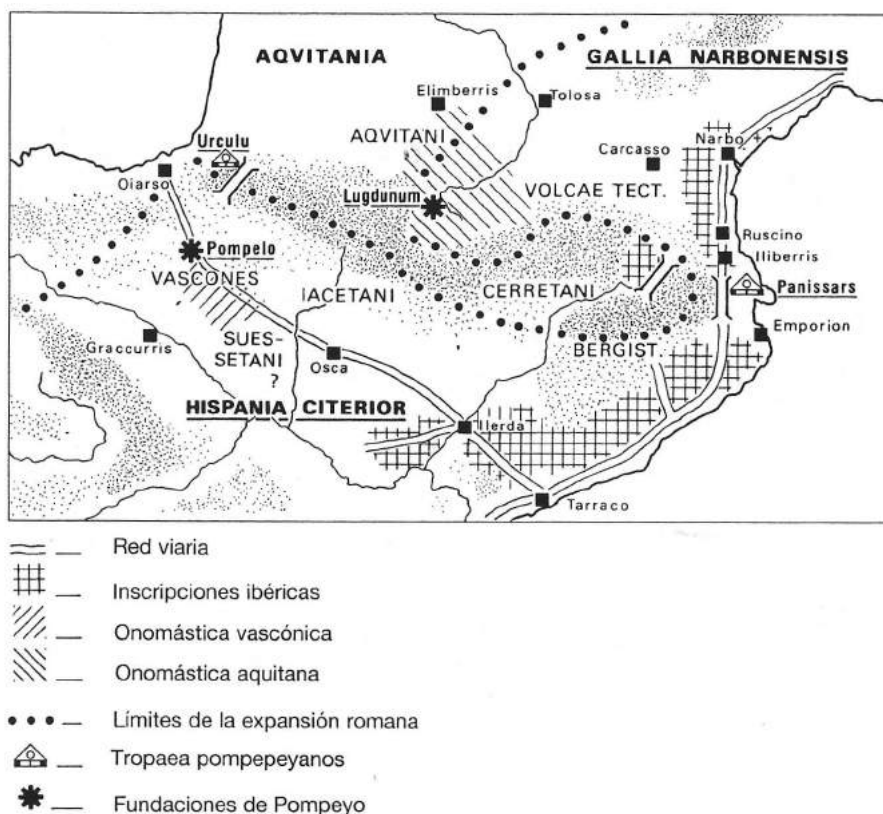 AQVITANIA
GALLIA NARBONENSIS
Elimberris
Tolosa
AQVITANI
Urculu
Carcasso
Narbo
Oiarso
Lugdunum
VOLCAE TECT.
Ruscino
Pompelo
Iliberris
VASCONES
IACETANI
CERRETANI
Panissars
Graccurris
SUES-
SETANI
?
Osca
BERGIST.
Emporion
HISPANIA CITERIOR
Ilerda
Tarraco
Red viaria
Inscripciones ibéricas
Onomástica vascónica
Onomástica aquitana
Límites de la expansión romana
Tropaea pompepeyanos
Fundaciones de Pompeyo